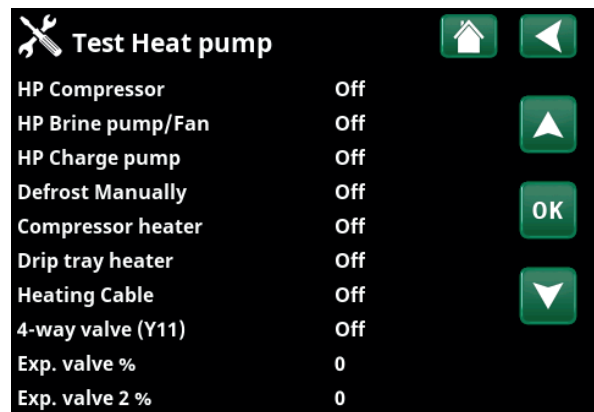 Test Heat pump
HP Compressor Off
HP Brine pump/Fan Off
HP Charge pump Off
Defrost Manually Off
OK
Compressor heater Off
Drip tray heater Off
Heating Cable Off
4-way valve (Y11) Off
Exp. valve % 0
Exp. valve 2 % 0